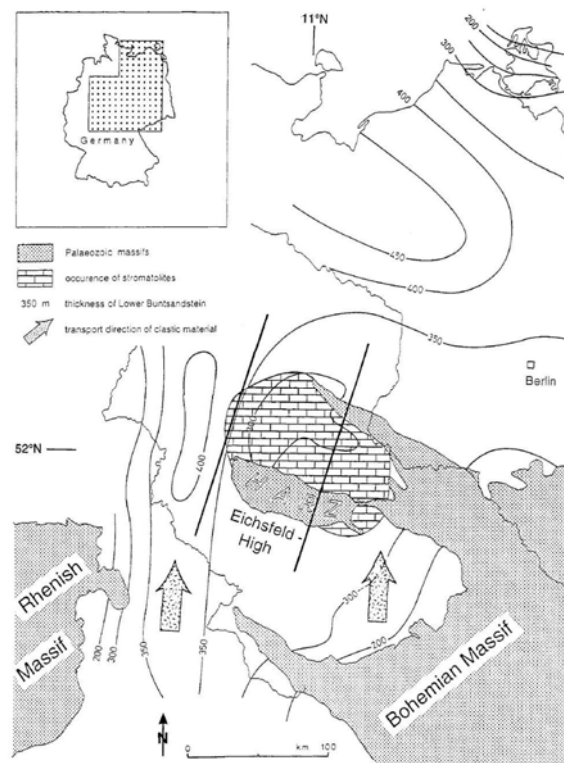 11°N
200
300
400
Germany
450
400
Palaeozoic massifs
occurence of stromatolites
350 m thickness of Lower Buntsandstein
transport direction of clastic material
350
Berlin
52°N
400
HARZ
Eichsfeld -
High
Rhenish
Massif
300
200
200
300
350
350
Bohemian Massif
N
0 km 100